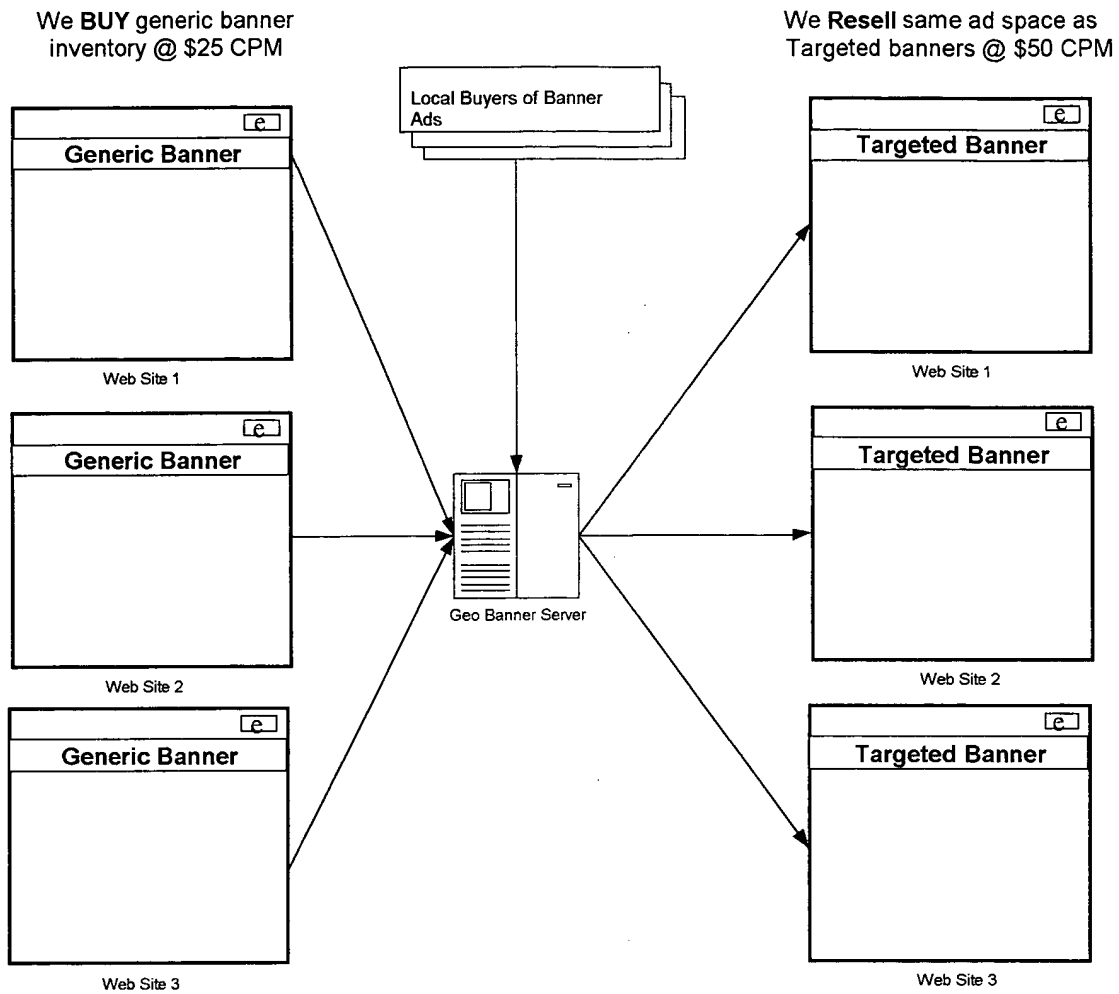 We BUY generic banner
inventory @ $25 CPM
We Resell same ad space as
Targeted banners @ $50 CPM
Local Buyers of Banner
Ads
e
Generic Banner
Web Site 1
e
Targeted Banner
Web Site 1
e
Generic Banner
Web Site 2
e
Targeted Banner
Web Site 2
Geo Banner Server
e
Generic Banner
Web Site 3
e
Targeted Banner
Web Site 3